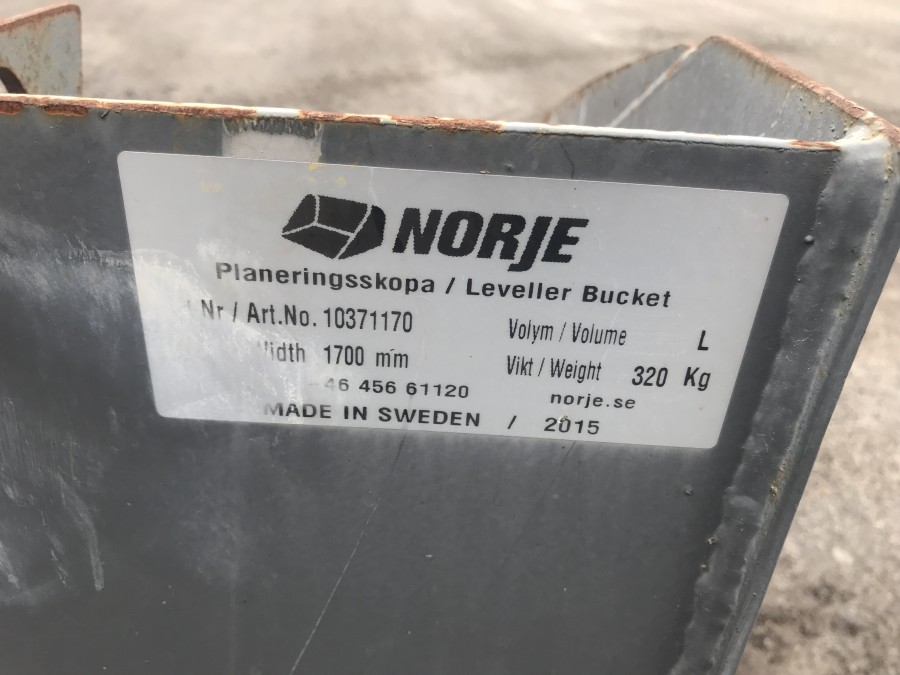 NORJE
Planeringsskopa / Leveller Bucket
Nr / Art.No. 10371170
Volym / Volume L
Width 1700 mm
Vikt / Weight 320 Kg
46 456 61120
norje.se
MADE IN SWEDEN / 2015